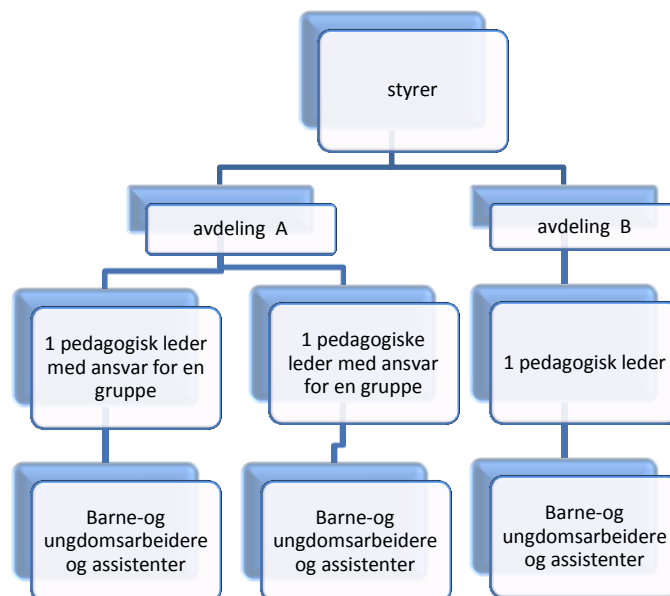 styrer
avdeling A
avdeling B
1 pedagogisk leder
med ansvar for en
gruppe
1 pedagogiske
leder med ansvar
for en gruppe
1 pedagogisk leder
Barne-og
ungdomsarbeidere
og assistenter
Barne-og
ungdomsarbeidere
og assistenter
Barne-og
ungdomsarbeidere
og assistenter